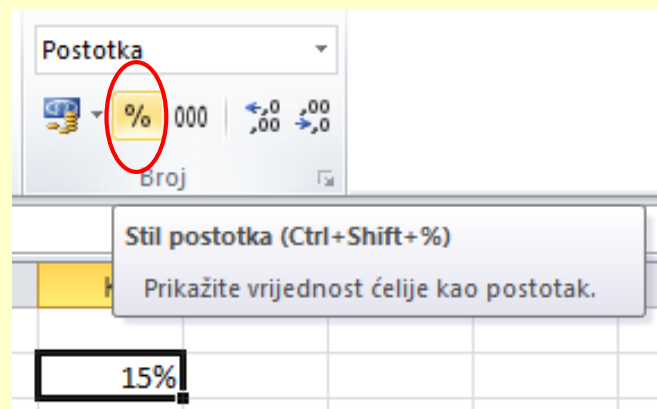 Postotka
% 000 ,0 ,00 ,00 ,0
Broj
Stil postotka (Ctrl+Shift+%)
Prikažite vrijednost ćelije kao postotak.
15%